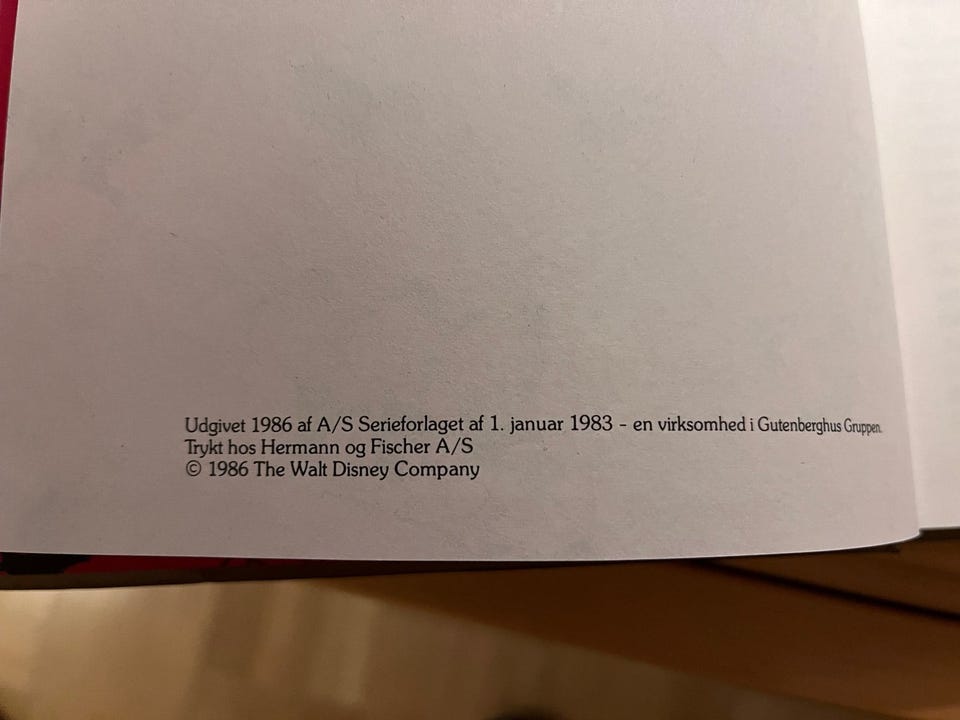 Udgivet 1986 af A/S Serieforlaget af 1. januar 1983 - en virksomhed i Gutenberghus Gruppen.
Trykt hos Hermann og Fischer A/S
© 1986 The Walt Disney Company